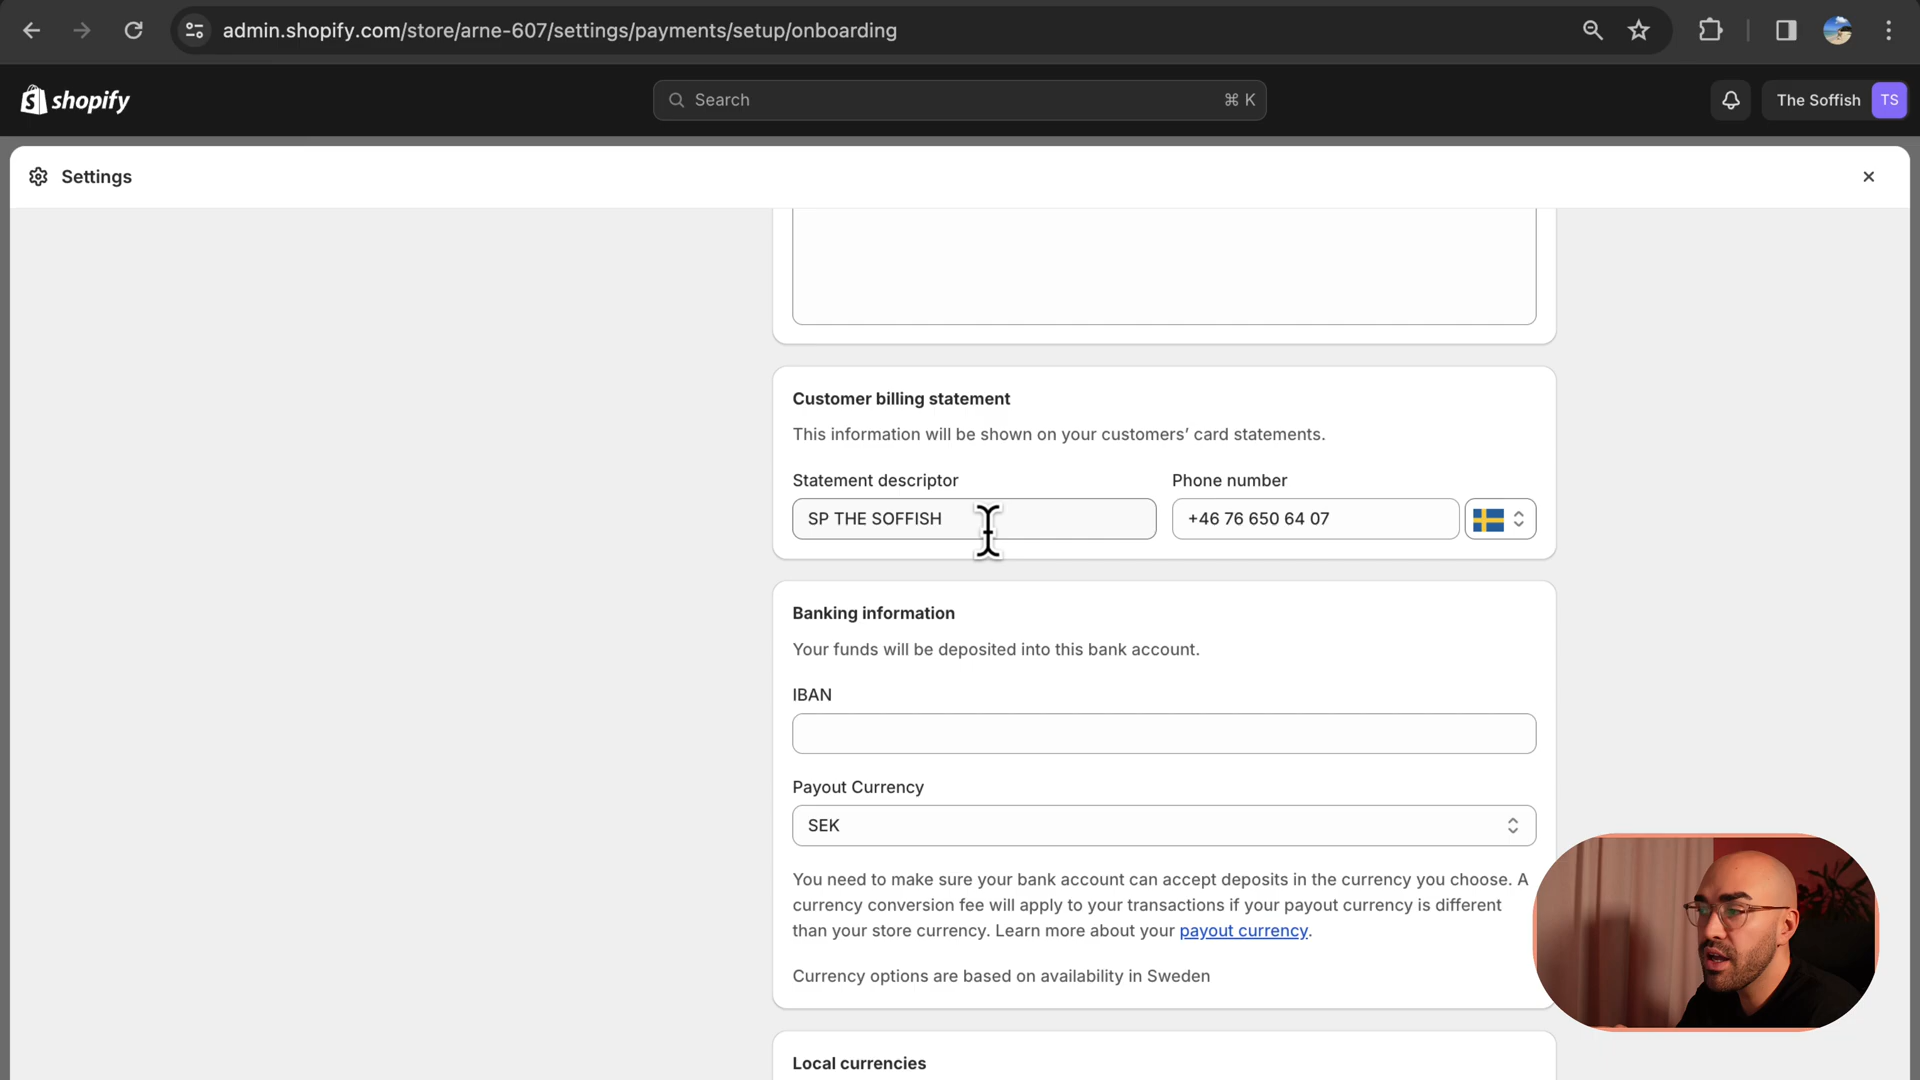 admin.shopify.com/store/arne-607/settings/payments/setup/onboarding
shopify
Search
⌘ K
The Soffish
TS
Settings
Customer billing statement
This information will be shown on your customers’ card statements.
Statement descriptor
Phone number
SP THE SOFFISH
+46 76 650 64 07
Banking information
Your funds will be deposited into this bank account.
IBAN
Payout Currency
SEK
You need to make sure your bank account can accept deposits in the currency you choose. A
currency conversion fee will apply to your transactions if your payout currency is different
than your store currency. Learn more about your payout currency.
Currency options are based on availability in Sweden
Local currencies